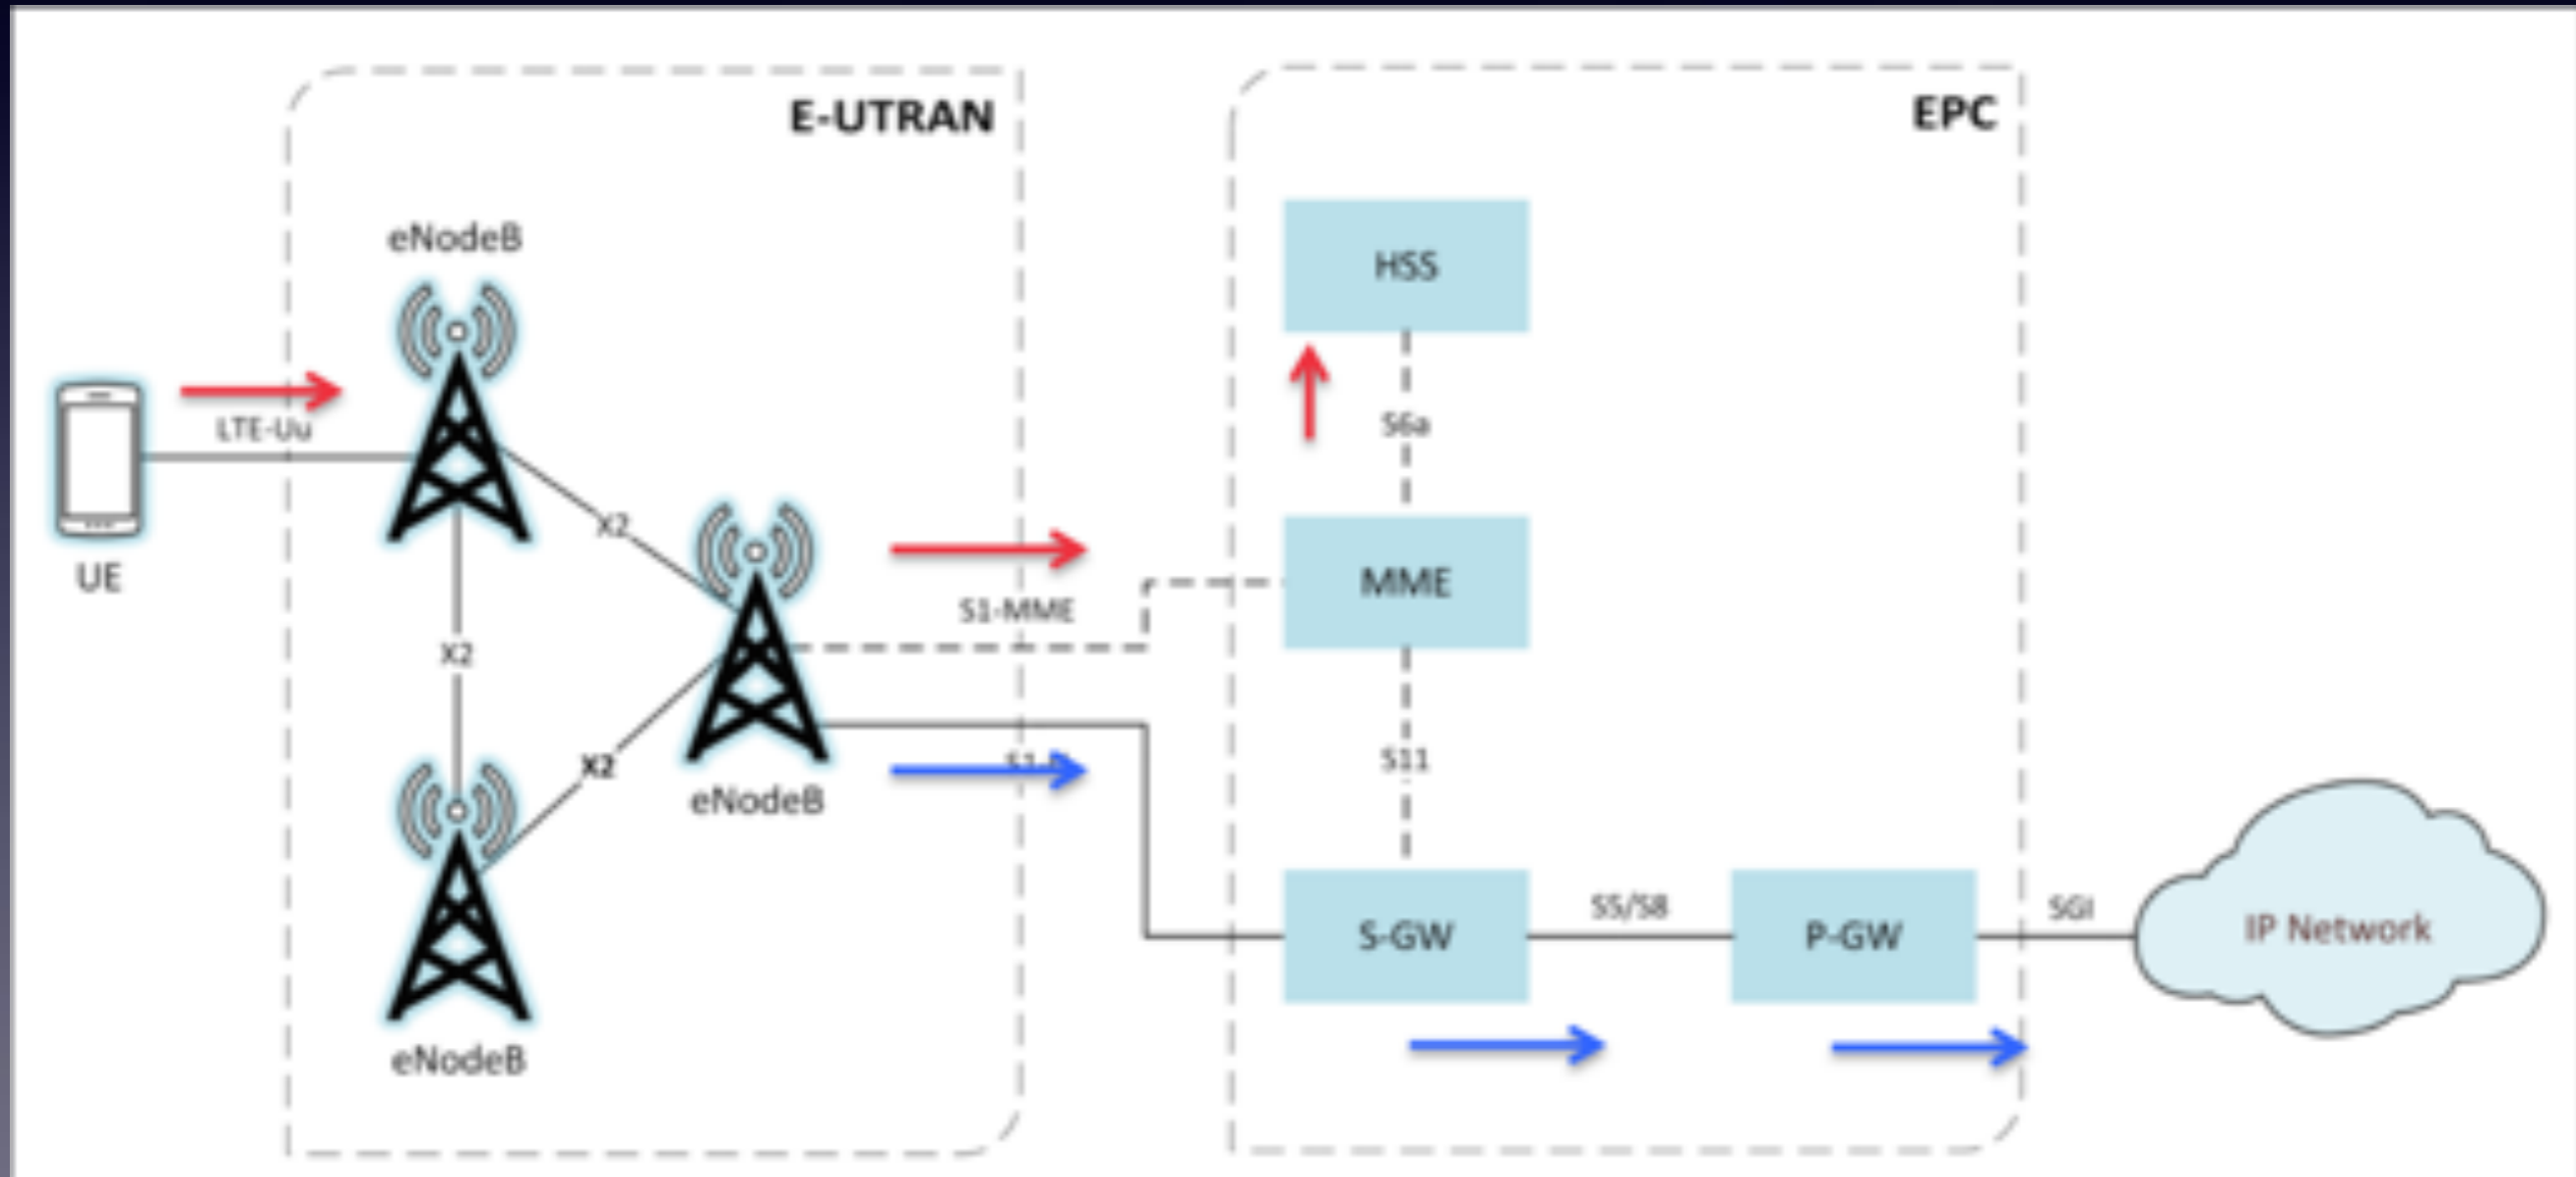 E-UTRAN
EPC
eNodeB
HSS
LTE-Uu
S6a
X2
UE
MME
S1-MME
X2
X2
S11
eNodeB
S5/S8
SGI
S-GW
P-GW
IP Network
eNodeB